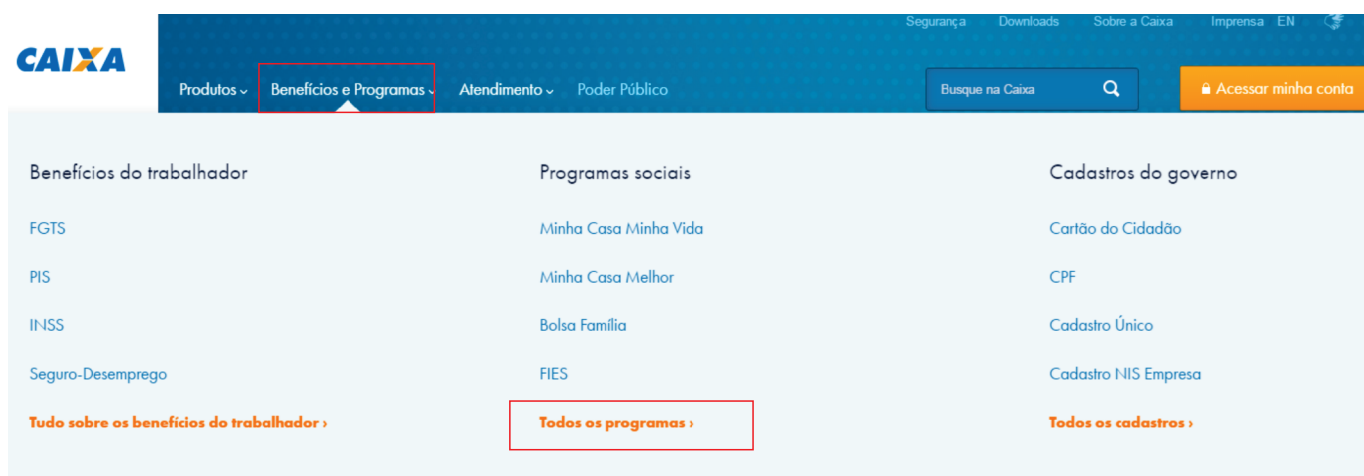 Segurança Downloads Sobre a Caixa Imprensa EN
CAIXA
Produtos Benefícios e Programas Atendimento Poder Público Busque na Caixa Acessar minha conta
Benefícios do trabalhador Programas sociais Cadastros do governo
FGTS Minha Casa Minha Vida Cartão do Cidadão
PIS Minha Casa Melhor CPF
INSS Bolsa Família Cadastro Único
Seguro-Desemprego FIES Cadastro NIS Empresa
Tudo sobre os benefícios do trabalhador › Todos os programas › Todos os cadastros ›